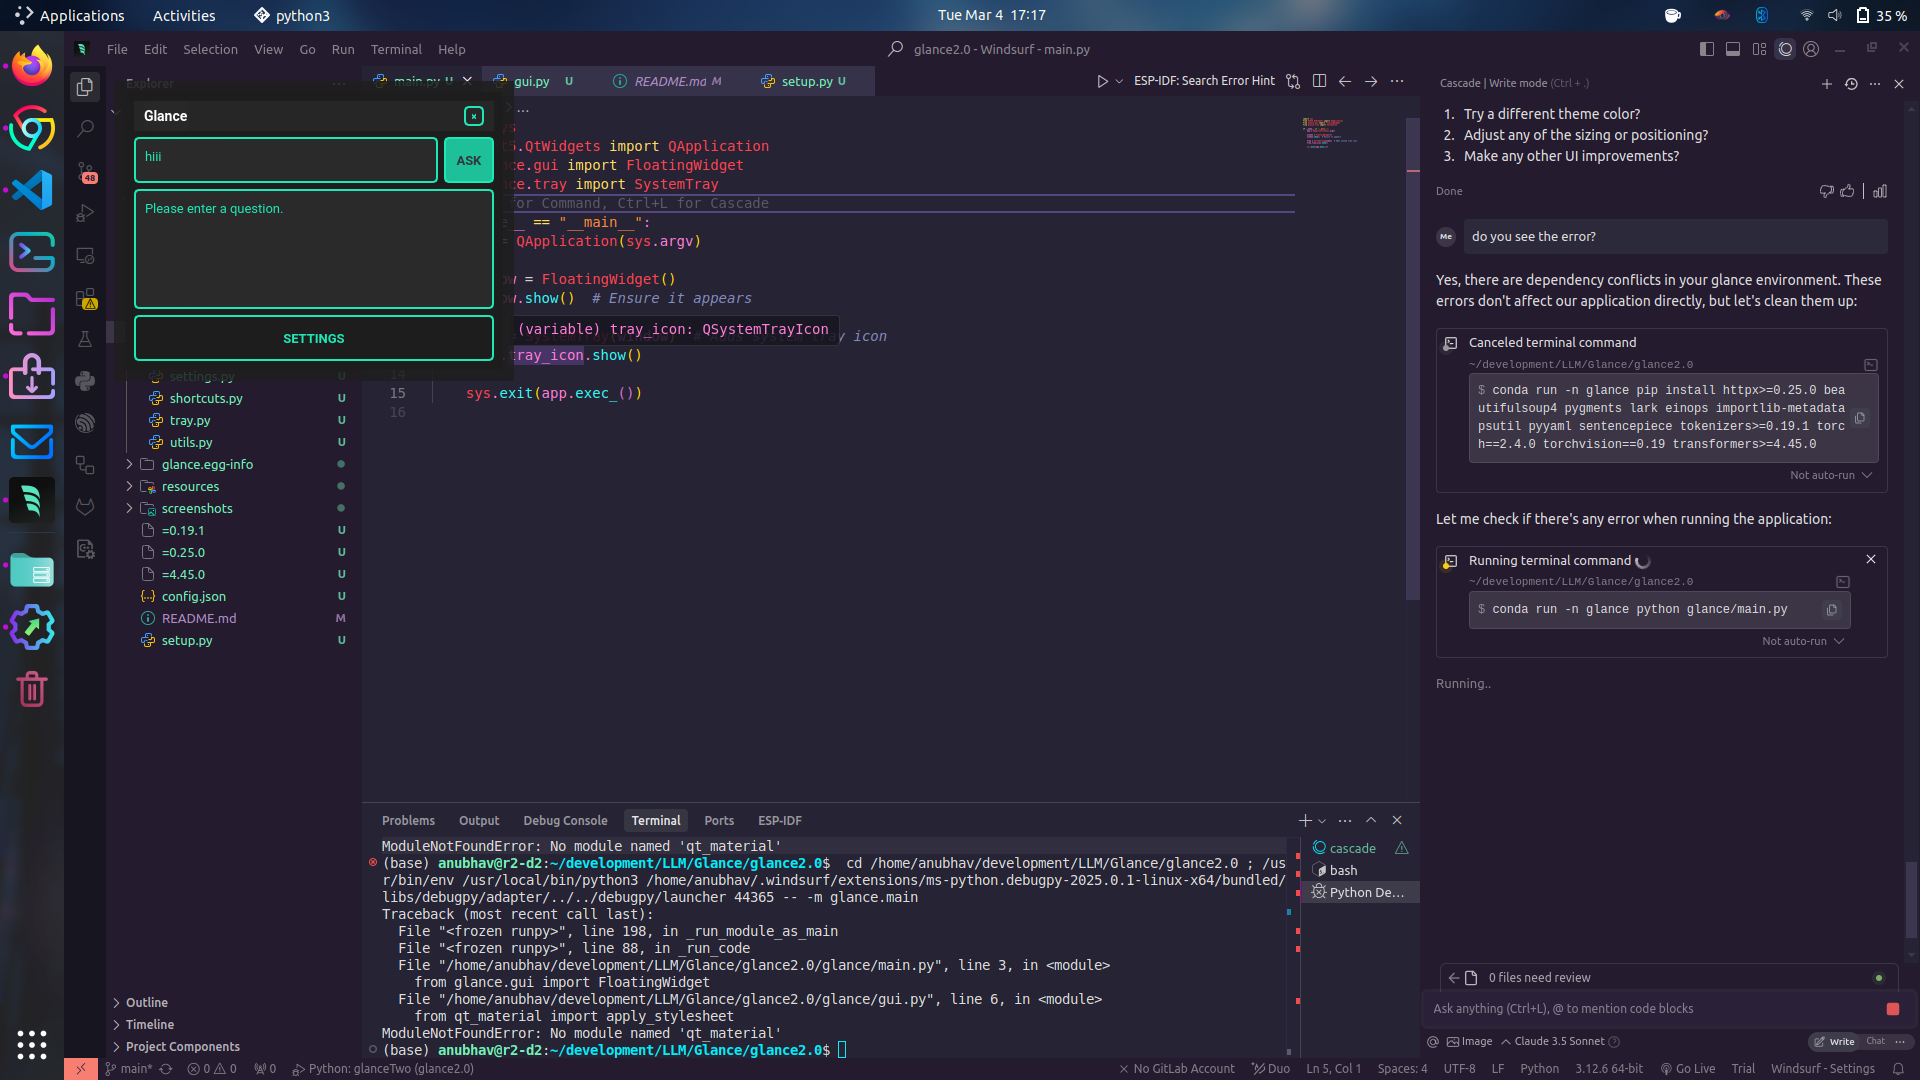 Applications
Activities
python3
Tue Mar 4 17:17
35 %
File Edit Selection View Go Run Terminal Help
glance2.0 - Windsurf - main.py
Explorer
main.py U
gui.py U
README.md M
setup.py U
ESP-IDF: Search Error Hint
Glance
hiii
ASK
Please enter a question.
SETTINGS
48
settings.py U
shortcuts.py U
tray.py U
utils.py U
glance.egg-info
resources
screenshots
=0.19.1 U
=0.25.0 U
=4.45.0 U
config.json U
README.md M
setup.py U
Outline
Timeline
Project Components
...
.QtWidgets import QApplication
ce.gui import FloatingWidget
ce.tray import SystemTray
for Command, Ctrl+L for Cascade
__ == "__main__":
= QApplication(sys.argv)
= FloatingWidget()
.show() # Ensure it appears
(variable) tray_icon: QSystemTrayIcon
icon
tray_icon.show()
14
15 sys.exit(app.exec_())
16
Problems Output Debug Console Terminal Ports ESP-IDF
ModuleNotFoundError: No module named 'qt_material'
(base) anubhav@r2-d2:~/development/LLM/Glance/glance2.0$ cd /home/anubhav/development/LLM/Glance/glance2.0 ; /us
r/bin/env /usr/local/bin/python3 /home/anubhav/.windsurf/extensions/ms-python.debugpy-2025.0.1-linux-x64/bundled/
libs/debugpy/adapter/../../debugpy/launcher 44365 -- -m glance.main
Traceback (most recent call last):
File "<frozen runpy>", line 198, in _run_module_as_main
File "<frozen runpy>", line 88, in _run_code
File "/home/anubhav/development/LLM/Glance/glance2.0/glance/main.py", line 3, in <module>
from glance.gui import FloatingWidget
File "/home/anubhav/development/LLM/Glance/glance2.0/glance/gui.py", line 6, in <module>
from qt_material import apply_stylesheet
ModuleNotFoundError: No module named 'qt_material'
(base) anubhav@r2-d2:~/development/LLM/Glance/glance2.0$
cascade
bash
Python De...
Cascade | Write mode (Ctrl + .)
1. Try a different theme color?
2. Adjust any of the sizing or positioning?
3. Make any other UI improvements?
Done
Me do you see the error?
Yes, there are dependency conflicts in your glance environment. These
errors don't affect our application directly, but let's clean them up:
Canceled terminal command
~/development/LLM/Glance/glance2.0
$ conda run -n glance pip install httpx>=0.25.0 bea
utifulsoup4 pygments lark einops importlib-metadata
psutil pyyaml sentencepiece tokenizers>=0.19.1 torc
h==2.4.0 torchvision==0.19 transformers>=4.45.0
Not auto-run
Let me check if there's any error when running the application:
Running terminal command
~/development/LLM/Glance/glance2.0
$ conda run -n glance python glance/main.py
Not auto-run
Running..
0 files need review
Ask anything (Ctrl+L), @ to mention code blocks
@ Image Claude 3.5 Sonnet Write Chat
main* 0 0 0 Python: glanceTwo (glance2.0)
No GitLab Account Duo Ln 5, Col 1 Spaces: 4 UTF-8 LF Python 3.12.6 64-bit Go Live Trial Windsurf - Settings